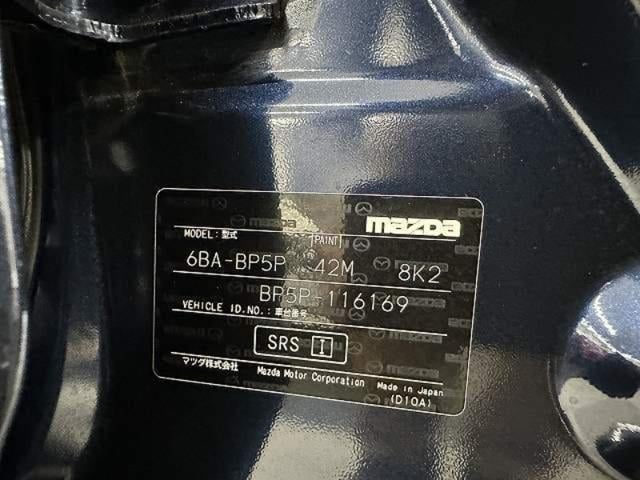 mazda
MODEL:型式 PAINT
6BA-BP5P 42M 8K2
BP5P-116169
VEHICLE ID.NO.:車台番号
SRS I
マツダ株式会社 Mazda Motor Corporation Made in Japan
(D10A)